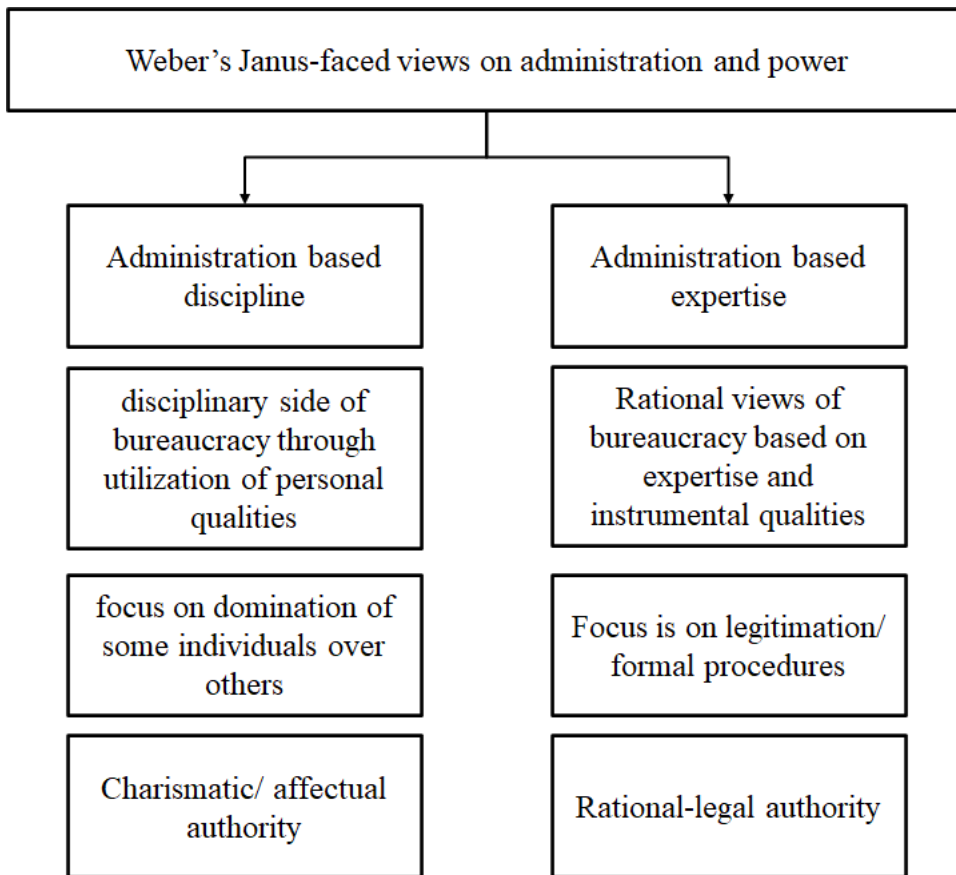 Weber’s Janus-faced views on administration and power
Administration based
discipline
Administration based
expertise
disciplinary side of
bureaucracy through
utilization of personal
qualities
Rational views of
bureaucracy based on
expertise and
instrumental qualities
focus on domination of
some individuals over
others
Focus is on legitimation/
formal procedures
Charismatic/ affectual
authority
Rational-legal authority